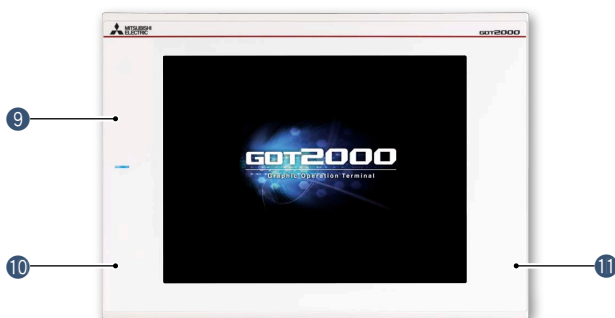 MITSUBISHI
ELECTRIC
GOT2000
9
GOT2000
Graphic Operation Terminal
10
11